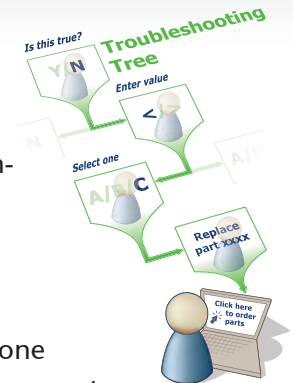 Is this true?
Troubleshooting
Tree
Y/N
Enter value
Y/N
n-
< / -
Select one
A/B
A/B/C
Replace
part xxxx
Click here
to order
parts
one